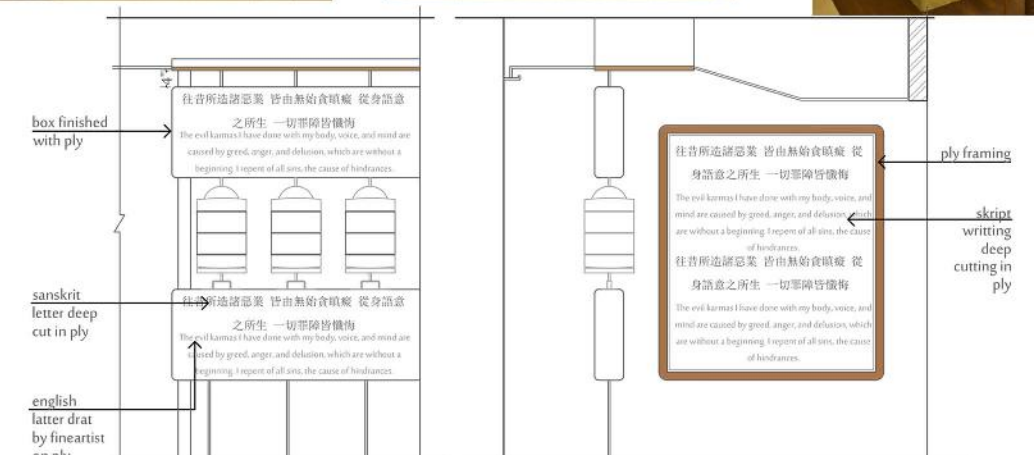 box finished
with ply
往昔所造諸惡業 皆由無始貪瞋癡 從身語意
之所生 一切罪障皆懺悔
The evil karmas I have done with my body, voice, and mind are
caused by greed, anger, and delusion, which are without a
beginning. I repent of all sins, the cause of hindrances.
sanskrit
letter deep
cut in ply
往昔所造諸惡業 皆由無始貪瞋癡 從身語意
之所生 一切罪障皆懺悔
The evil karmas I have done with my body, voice, and mind are
caused by greed, anger, and delusion, which are without a
beginning. I repent of all sins, the cause of hindrances.
english
latter drat
by fineartist
on ply
往昔所造諸惡業 皆由無始貪瞋癡 從
身語意之所生 一切罪障皆懺悔
The evil karmas I have done with my body, voice, and
mind are caused by greed, anger, and delusion, which
are without a beginning. I repent of all sins, the cause
of hindrances.
往昔所造諸惡業 皆由無始貪瞋癡 從
身語意之所生 一切罪障皆懺悔
The evil karmas I have done with my body, voice, and
mind are caused by greed, anger, and delusion, which
are without a beginning. I repent of all sins, the cause
of hindrances.
ply framing
skript
writting
deep
cutting in
ply